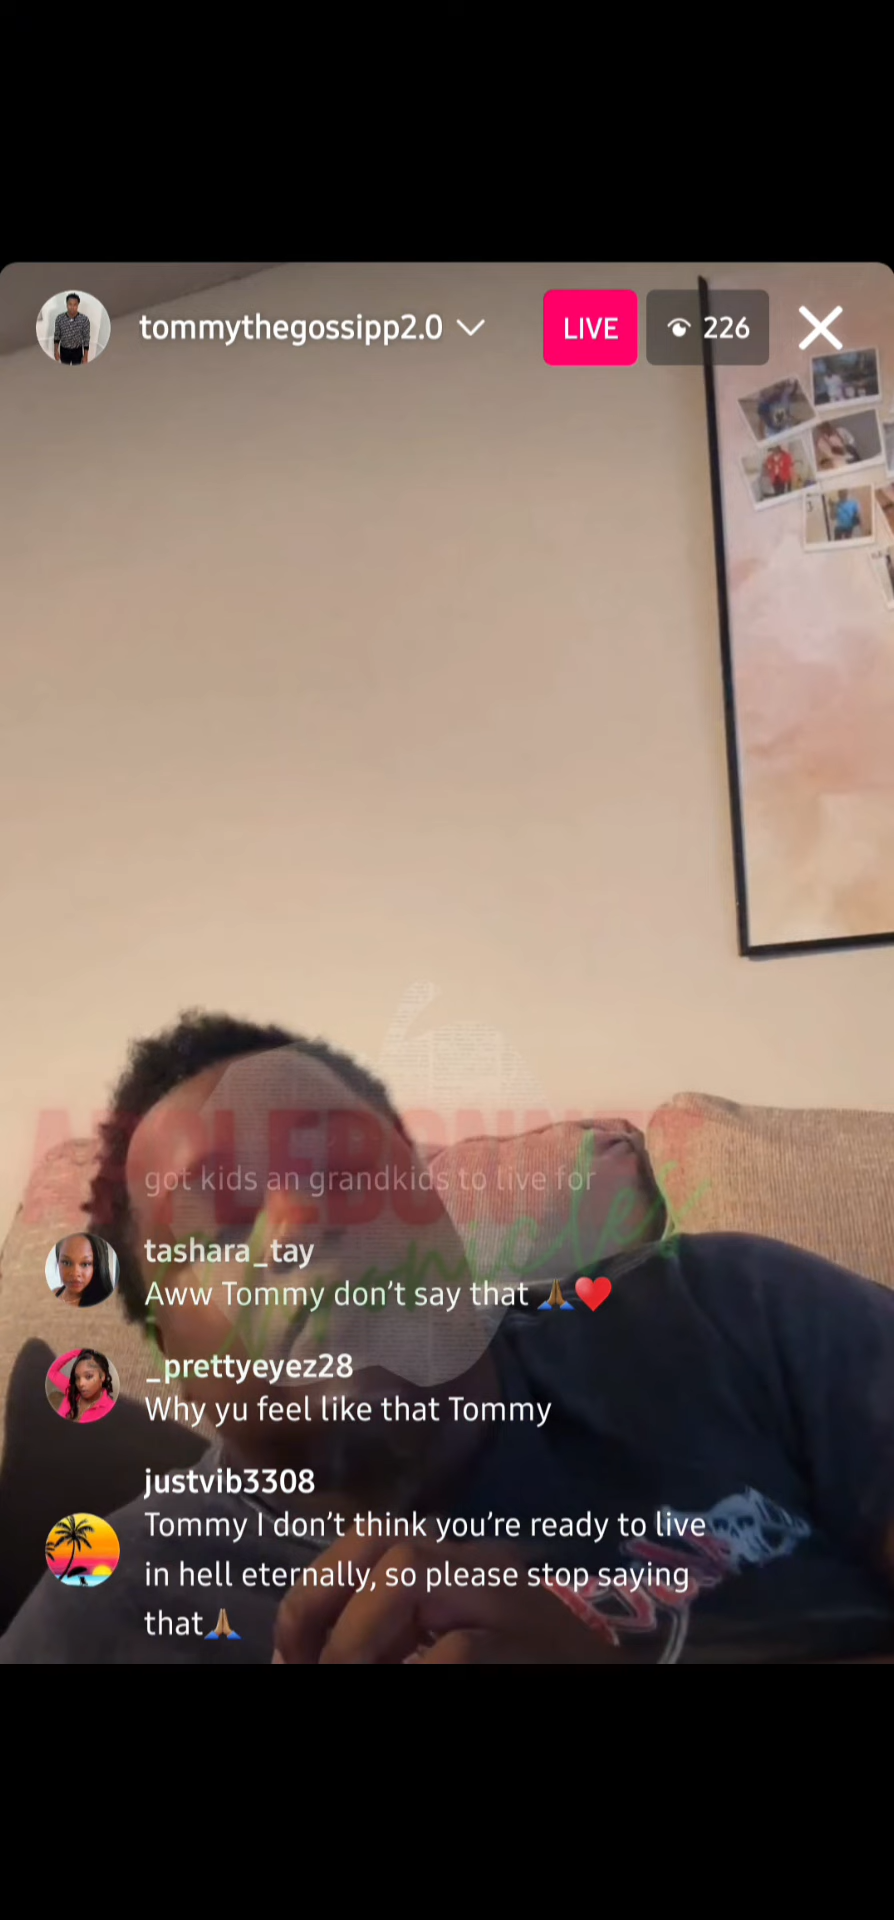 tommythegossipp2.0
LIVE
226
APPLEBONNET
Chronicles
got kids an grandkids to live for
tashara_tay
Aww Tommy don’t say that 🙏🏾❤️
_prettyeyez28
Why yu feel like that Tommy
justvib3308
Tommy I don’t think you’re ready to live
in hell eternally, so please stop saying
that🙏🏽